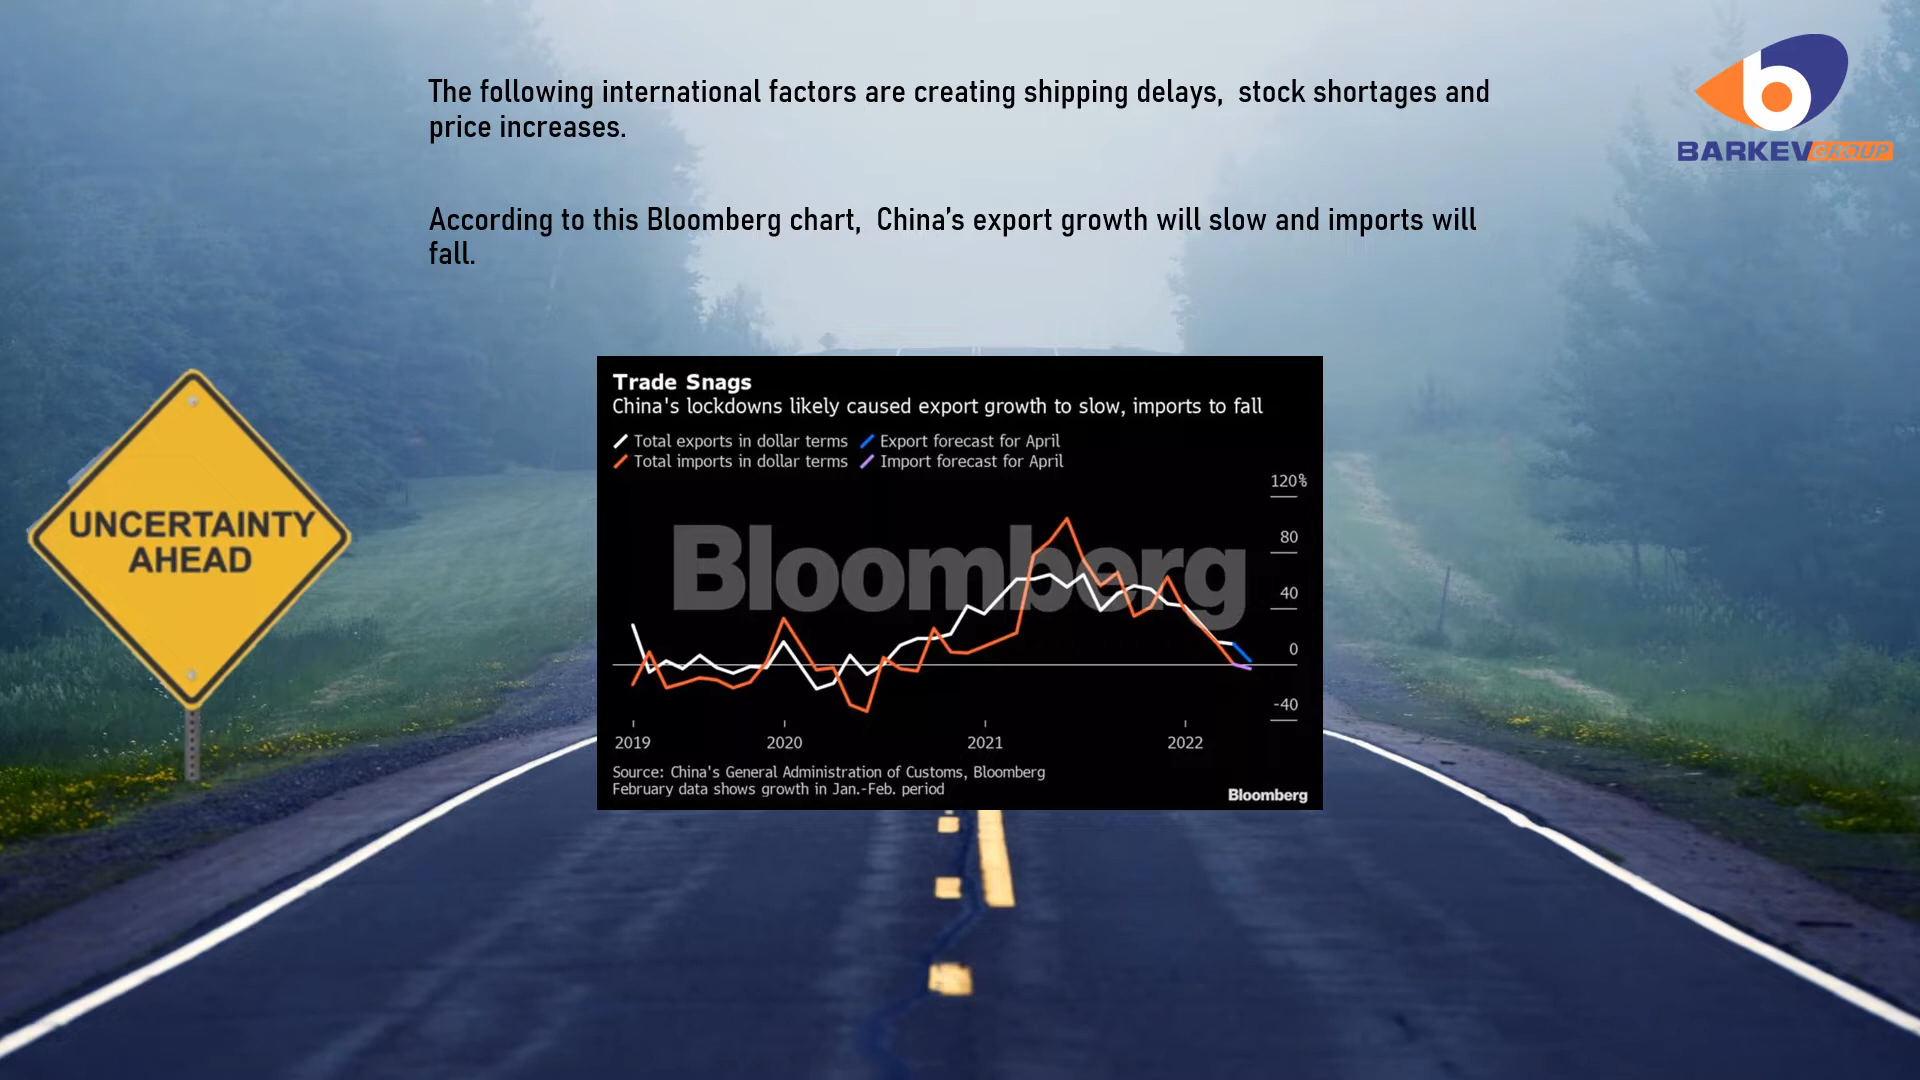 The following international factors are creating shipping delays,  stock shortages and
price increases.
According to this Bloomberg chart,  China’s export growth will slow and imports will
fall.
b
BARKEVGROUP
UNCERTAINTY
AHEAD
Trade Snags
China's lockdowns likely caused export growth to slow, imports to fall
Total exports in dollar terms Export forecast for April
Total imports in dollar terms Import forecast for April
Bloomberg
120%
80
40
0
-40
2019 2020 2021 2022
Source: China's General Administration of Customs, Bloomberg
February data shows growth in Jan.-Feb. period
Bloomberg